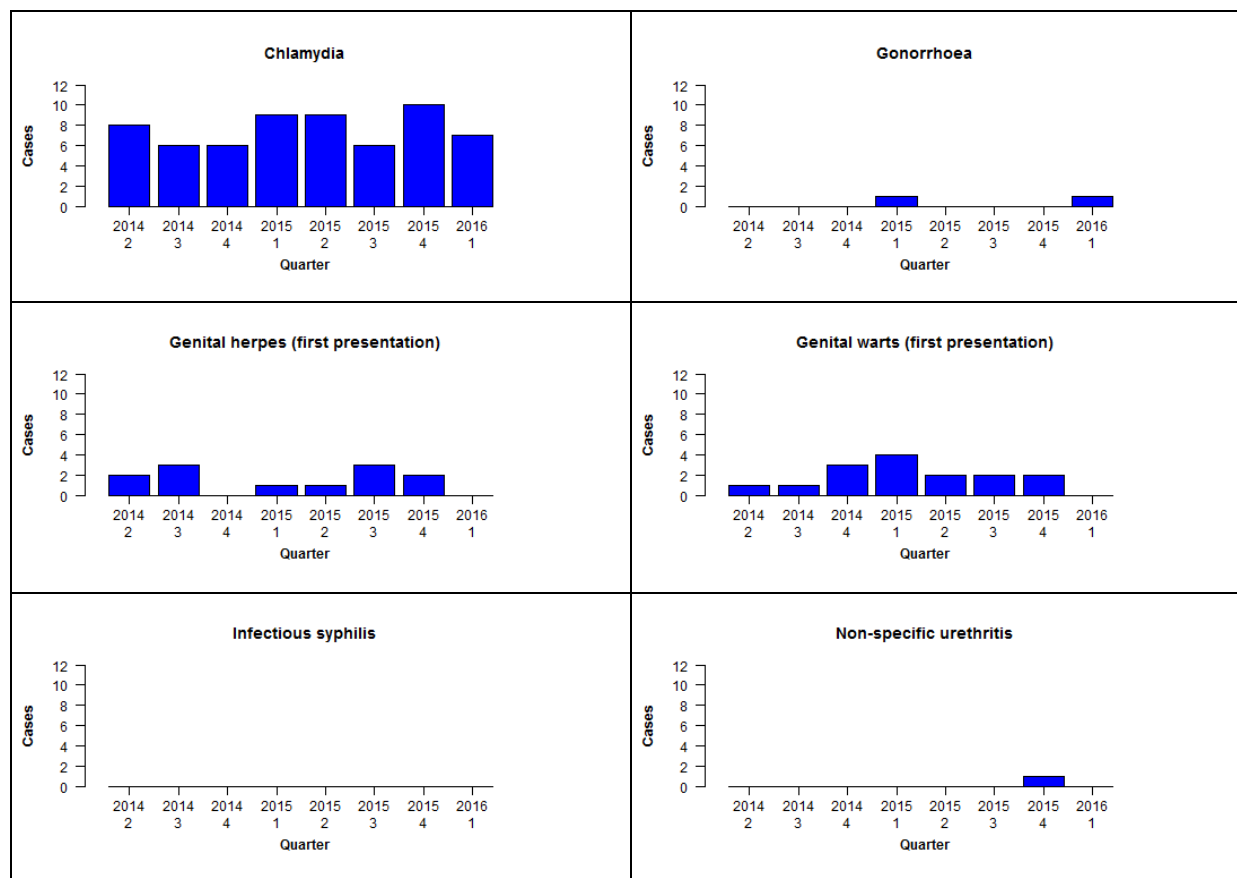 Chlamydia
Cases
12
10
8
6
4
2
0
2014 2014 2014 2015 2015 2015 2015 2016
2 3 4 1 2 3 4 1
Quarter
Gonorrhoea
Cases
12
10
8
6
4
2
0
2014 2014 2014 2015 2015 2015 2015 2016
2 3 4 1 2 3 4 1
Quarter
Genital herpes (first presentation)
Cases
12
10
8
6
4
2
0
2014 2014 2014 2015 2015 2015 2015 2016
2 3 4 1 2 3 4 1
Quarter
Genital warts (first presentation)
Cases
12
10
8
6
4
2
0
2014 2014 2014 2015 2015 2015 2015 2016
2 3 4 1 2 3 4 1
Quarter
Infectious syphilis
Cases
12
10
8
6
4
2
0
2014 2014 2014 2015 2015 2015 2015 2016
2 3 4 1 2 3 4 1
Quarter
Non-specific urethritis
Cases
12
10
8
6
4
2
0
2014 2014 2014 2015 2015 2015 2015 2016
2 3 4 1 2 3 4 1
Quarter